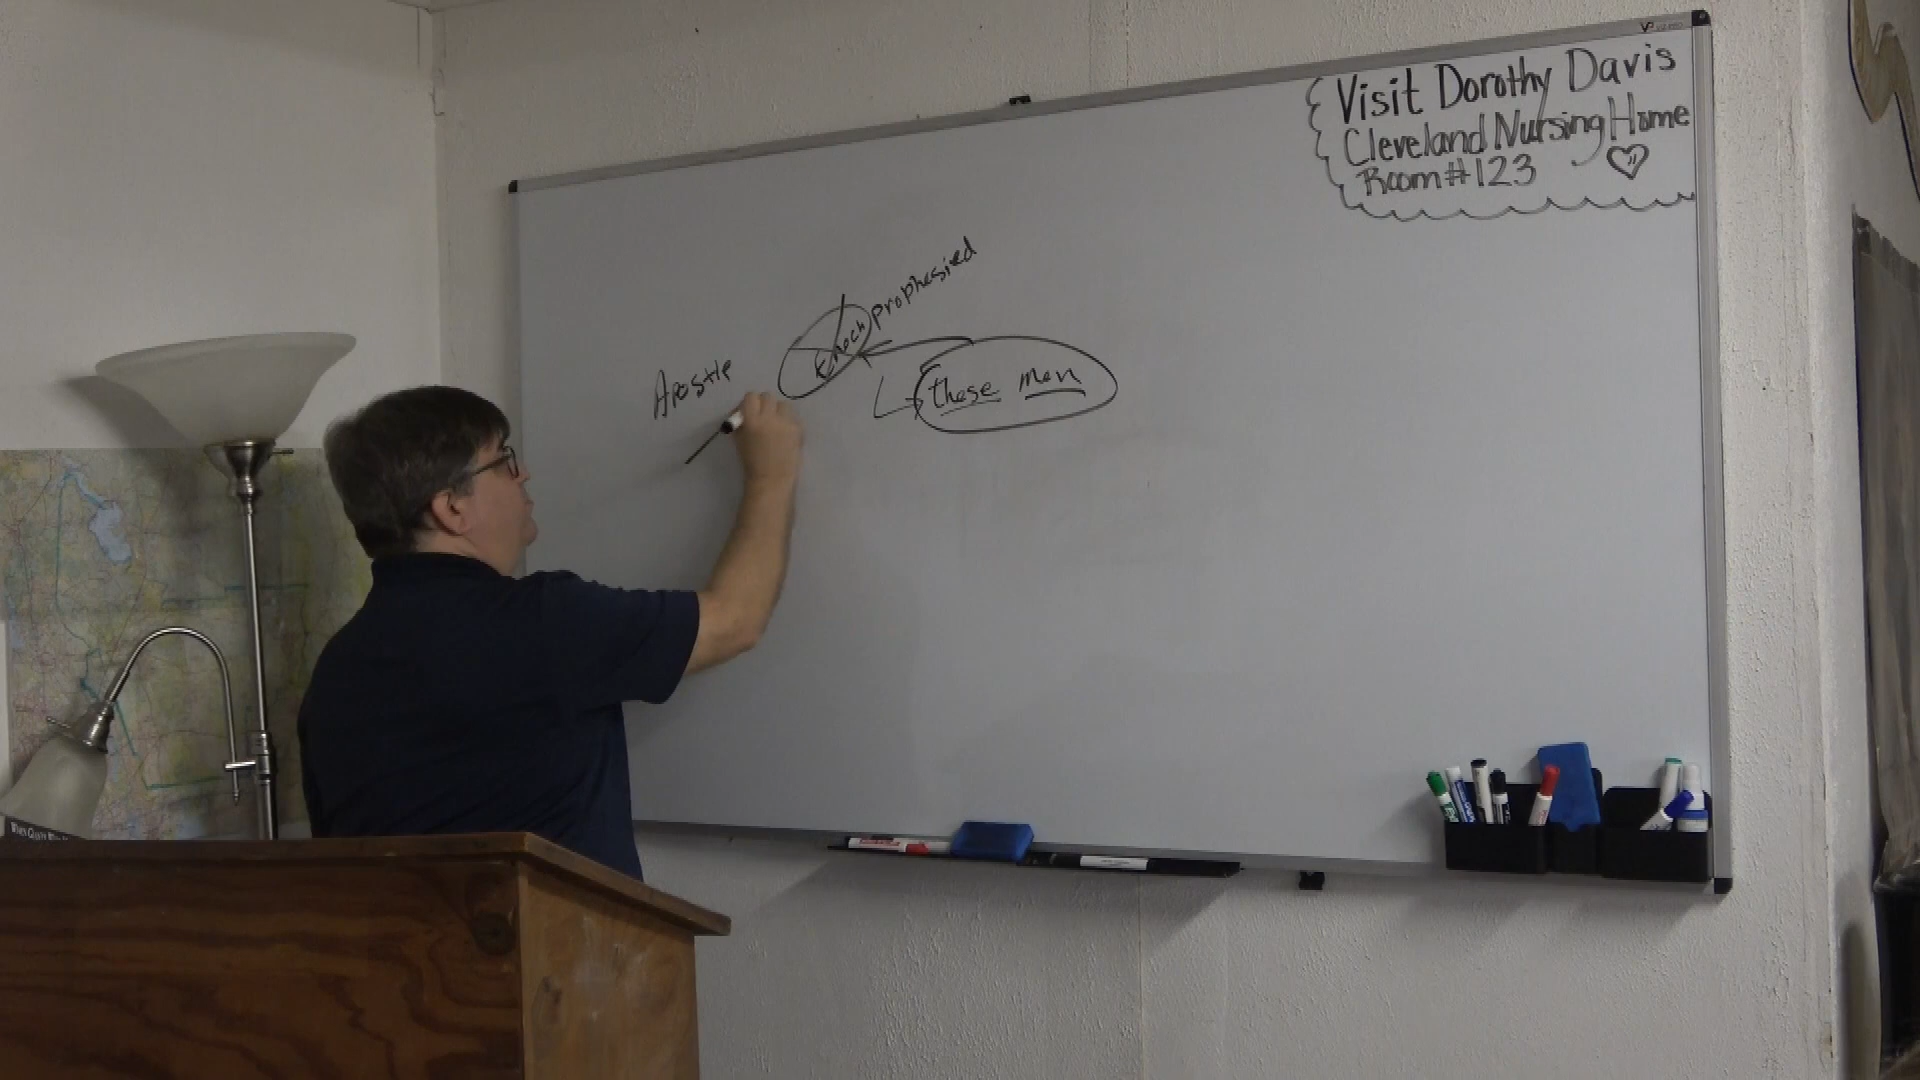 Visit Dorothy Davis
Cleveland Nursing Home
Room #123
Enoch prophesied
Apostle
these men